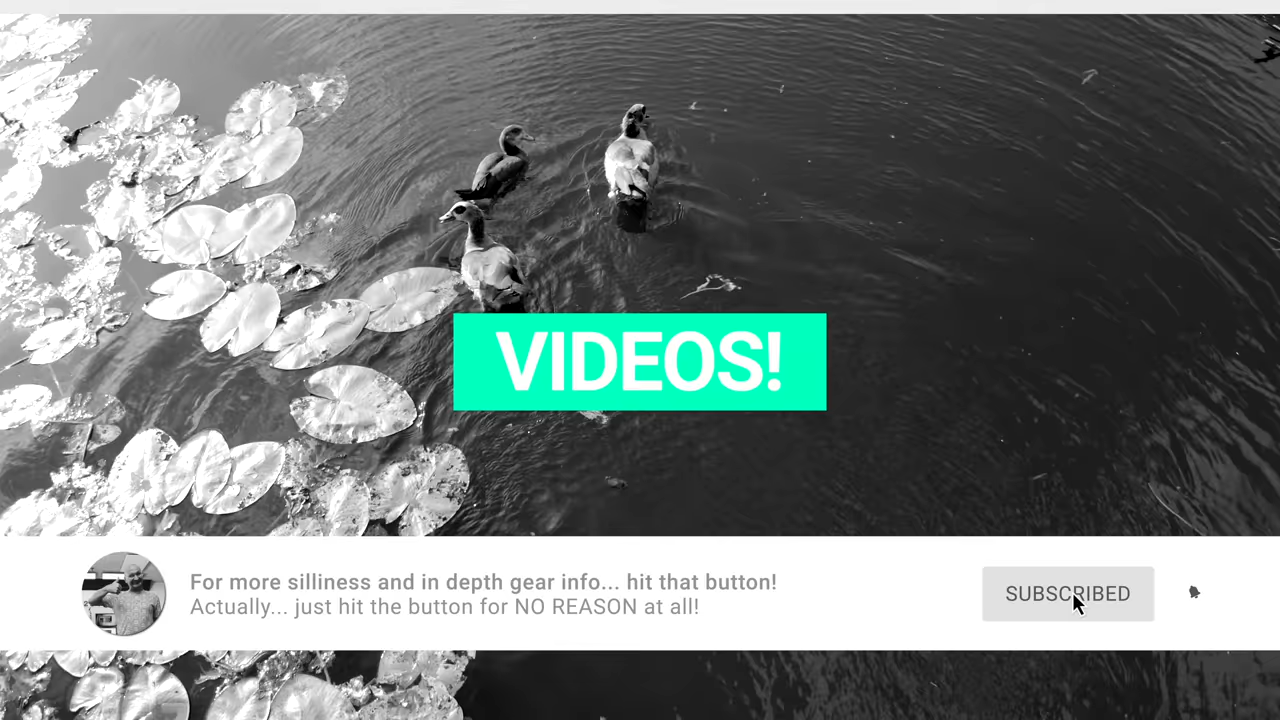 VIDEOS!
For more silliness and in depth gear info... hit that button!
Actually... just hit the button for NO REASON at all!
SUBSCRIBED